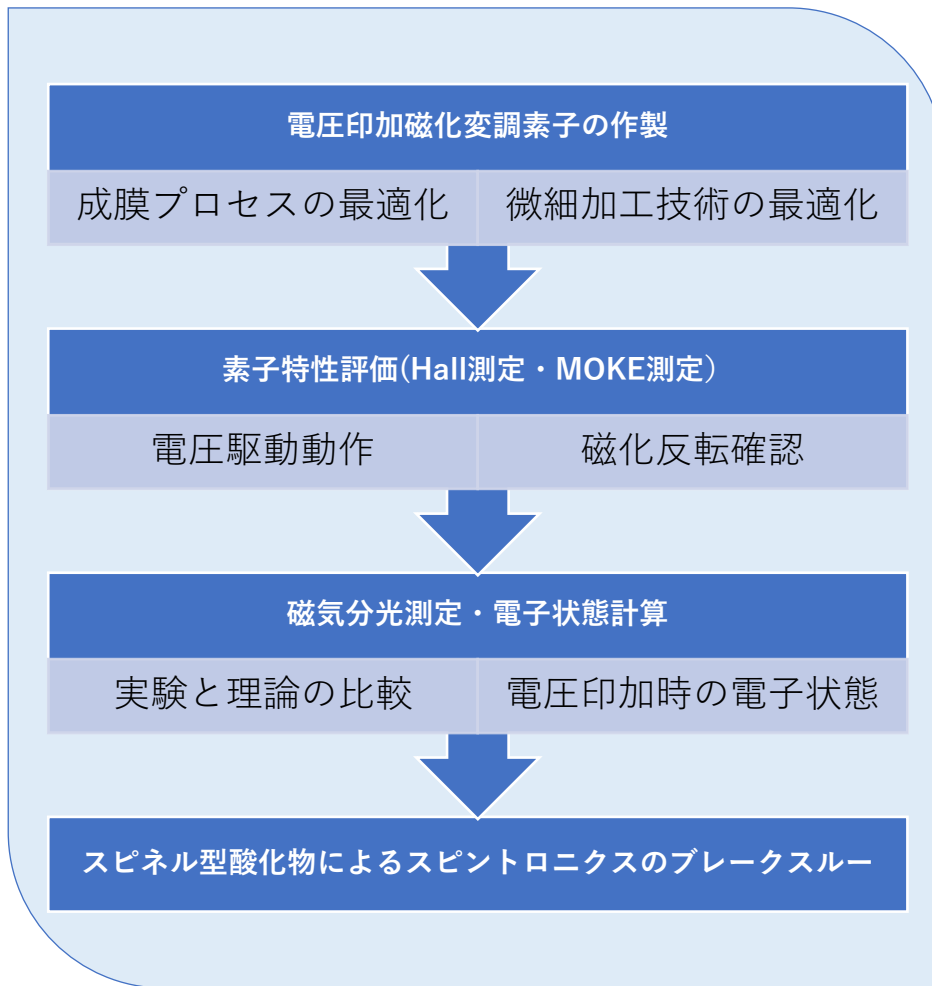 電圧印加磁化変調素子の作製
成膜プロセスの最適化
微細加工技術の最適化
素子特性評価(Hall測定・MOKE測定)
電圧駆動動作
磁化反転確認
磁気分光測定・電子状態計算
実験と理論の比較
電圧印加時の電子状態
スピネル型酸化物によるスピントロニクスのブレークスルー